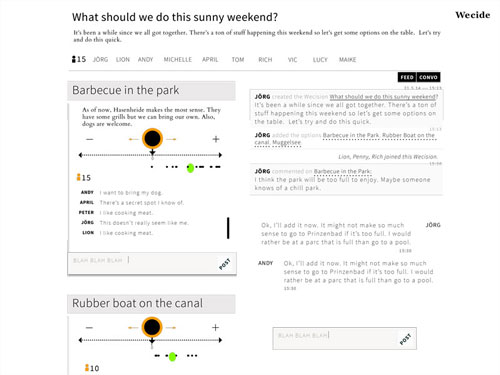 What should we do this sunny weekend?
Wecide
It's been a while since we all got together. There's a ton of stuff happening this weekend so let's get some options on the table. Let's try
and do this quick.
15 JÖRG LION ANDY MICHELLE APRIL TOM RICH VIC LUCY MAIKE
FEED CONVO
Barbecue in the park
As of now, Hasenheide makes the most sense. They
have some grills but we can bring our own. Also,
dogs are welcome.
− +
15
ANDY I want to bring my dog.
APRIL There's a secret spot I know of.
PETER I like cooking meat.
JÖRG This doesn't really seem like me.
LION I like cooking meat.
BLAH BLAH BLAH
POST
Rubber boat on the canal
− +
10
JÖRG created the Wecision What should we do this sunny weekend?
It's been a while since we all got together. There's a ton of
stuff happening this weekend so let's get some options on
the table. Let's try and do this quick.
15:13
JÖRG added the options Barbecue in the Park, Rubber Boat on the
canal, Muggelsee
Lion, Penny, Rich joined this Wecision.
JÖRG commented on Barbecue in the Park:
I think the park will be too full to enjoy. Maybe someone
knows of a chill park.
Ok, I'll add it now. It might not make so much JÖRG
sense to go to Prinzenbad if it's too full. I would
rather be at a parc that is full than go to a pool.
15:30
ANDY Ok, I'll add it now. It might not make so much
sense to go to Prinzenbad if it's too full. I would
rather be at a parc that is full than go to a pool.
15:30
BLAH BLAH BLAH
POST